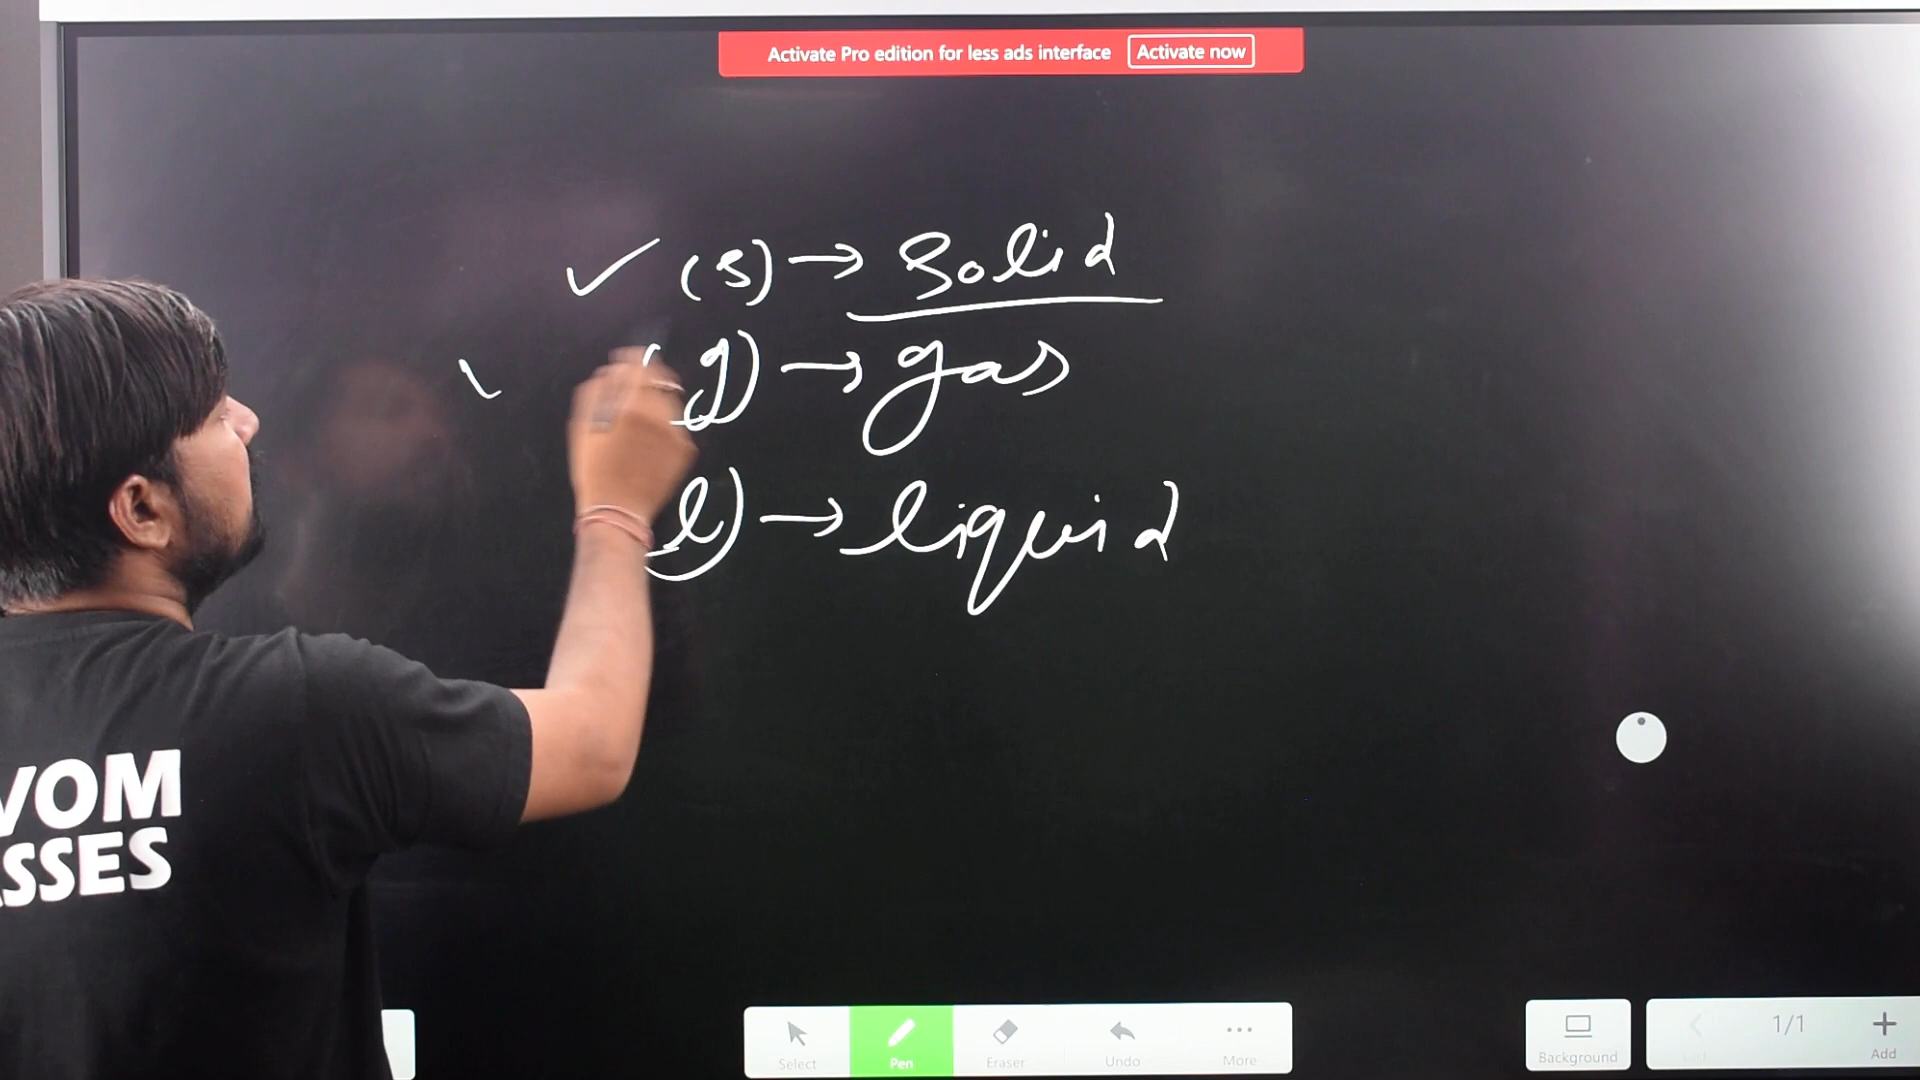 Activate Pro edition for less ads interface Activate now
✓ (s) → Solid
(g) → gas
(l) → liquid
VOM
ASSES
Select Pen Eraser Undo More
Background
1/1
Add